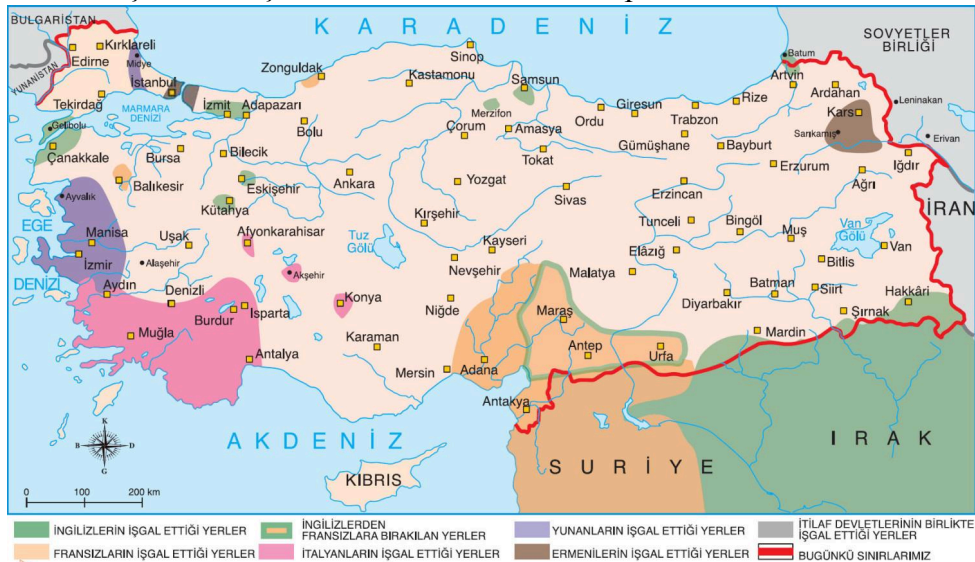 KARADENİZ
BULGARİSTAN
SOVYETLER
BİRLİĞİ
YUNANİSTAN
Kırklareli
Edirne
Midye
İstanbul
Tekirdağ
MARMARA
DENİZİ
İzmit
Adapazarı
Zonguldak
Kastamonu
Sinop
Samsun
Merzifon
Batum
Artvin
Ardahan
Kars
Sarıkamış
Leninakan
Erivan
Gelibolu
Çanakkale
Bursa
Bilecik
Bolu
Çorum
Amasya
Tokat
Ordu
Giresun
Trabzon
Rize
Gümüşhane
Bayburt
Erzurum
Iğdır
Ağrı
İRAN
Balıkesir
Eskişehir
Kütahya
Ankara
Yozgat
Sivas
Erzincan
Ayvalık
EGE
DENİZİ
Manisa
İzmir
Uşak
Alaşehir
Afyonkarahisar
Akşehir
Tuz
Gölü
Kırşehir
Kayseri
Nevşehir
Malatya
Tunceli
Elâzığ
Bingöl
Muş
Van
Gölü
Van
Bitlis
Aydın
Denizli
Burdur
Isparta
Konya
Niğde
Maraş
Diyarbakır
Batman
Siirt
Hakkâri
Şırnak
Mardin
Muğla
Antalya
Karaman
Mersin
Adana
Antep
Urfa
Antakya
AKDENİZ
KIBRIS
SURİYE
IRAK
K
B
D
G
0 100 200 km
İNGİLİZLERİN İŞGAL ETTİĞİ YERLER
İNGİLİZLERDEN
FRANSIZLARA BIRAKILAN YERLER
YUNANLARIN İŞGAL ETTİĞİ YERLER
İTİLAF DEVLETLERİNİN BİRLİKTE
İŞGAL ETTİĞİ YERLER
FRANSIZLARIN İŞGAL ETTİĞİ YERLER
İTALYANLARIN İŞGAL ETTİĞİ YERLER
ERMENİLERİN İŞGAL ETTİĞİ YERLER
BUGÜNKÜ SINIRLARIMIZ